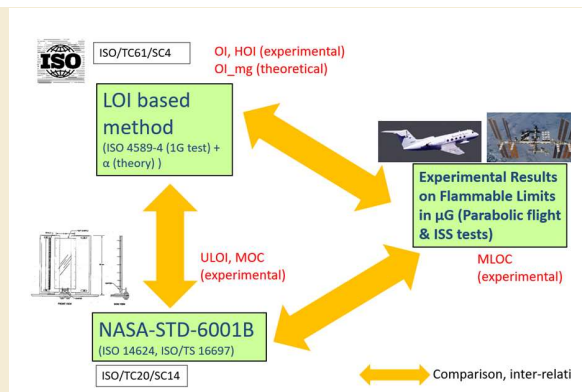 ISO
ISO/TC61/SC4
OI, HOI (experimental)
OI_mg (theoretical)
LOI based
method
(ISO 4589-4 (1G test) +
α (theory) )
Experimental Results
on Flammable Limits
in μG (Parabolic flight
& ISS tests)
MLOC
(experimental)
ULOI, MOC
(experimental)
NASA-STD-6001B
(ISO 14624, ISO/TS 16697)
ISO/TC20/SC14
Comparison, inter-relati